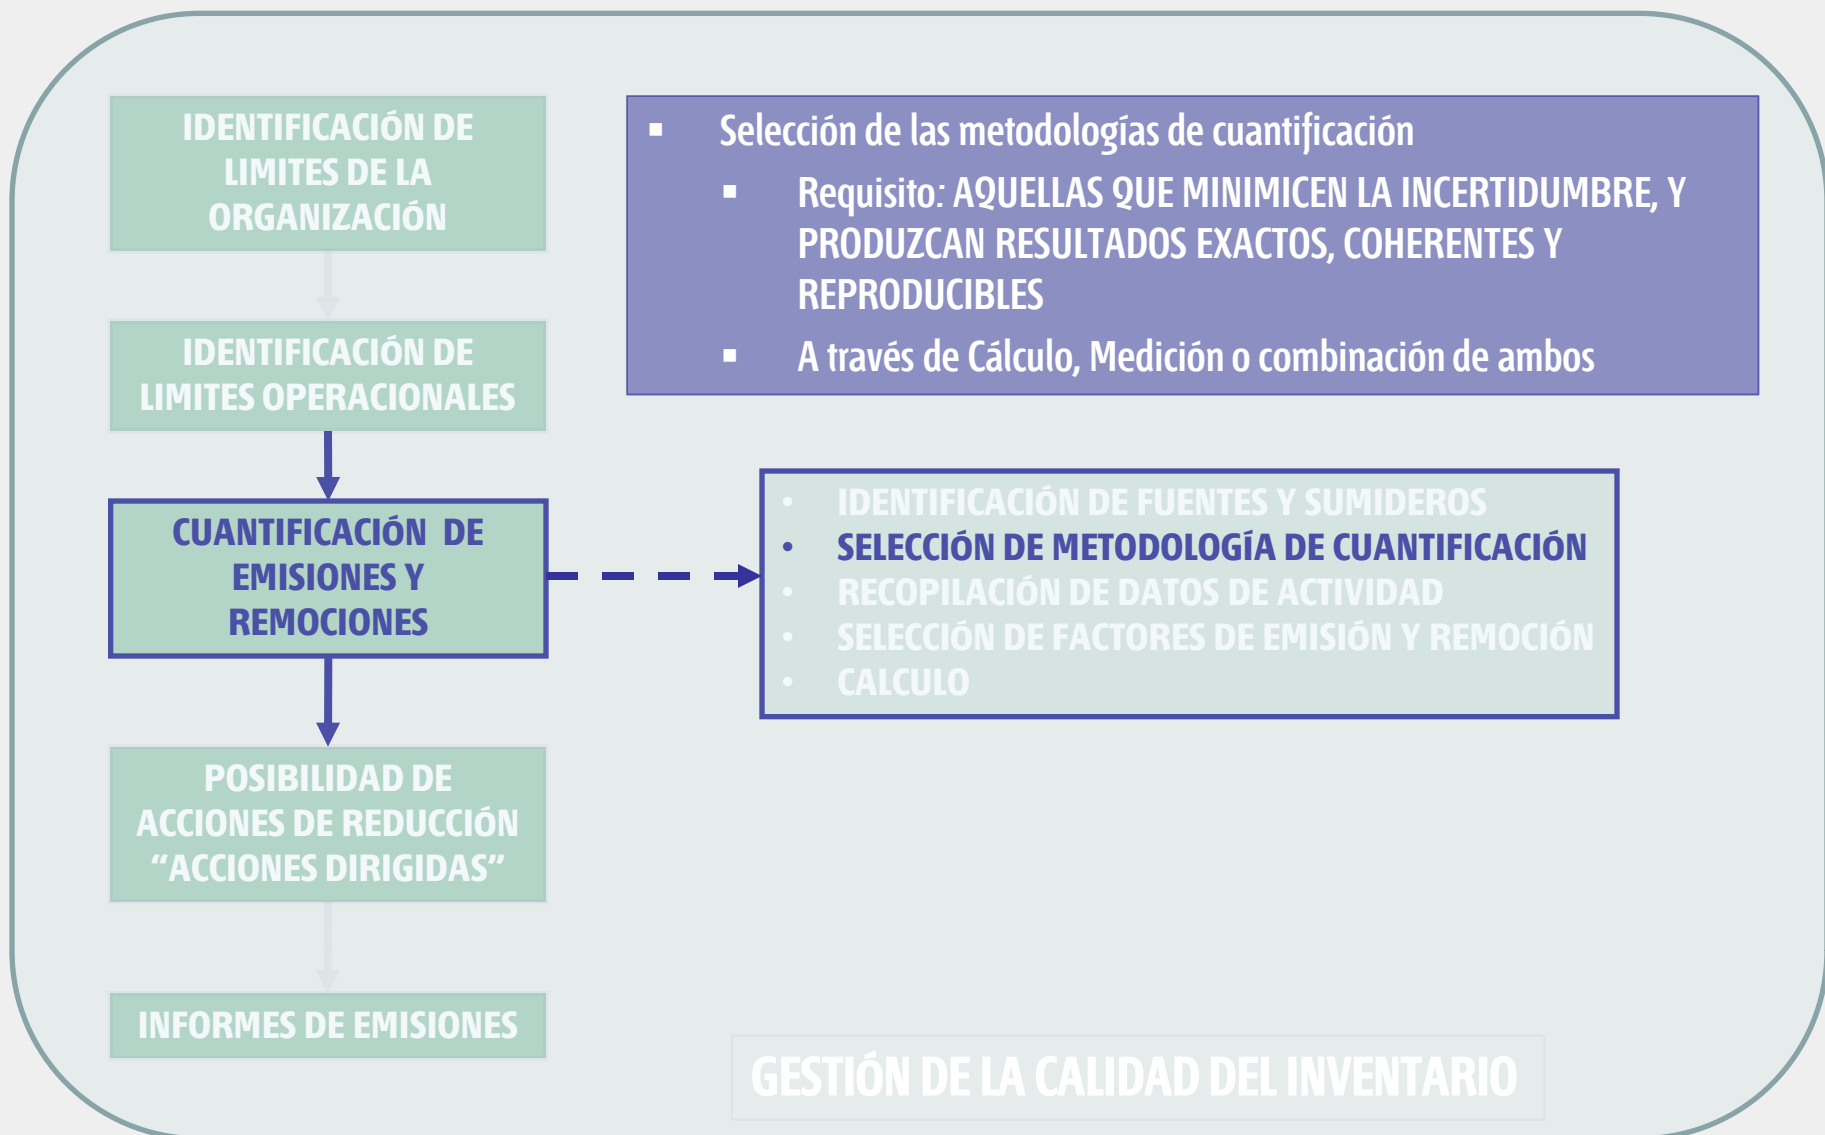 IDENTIFICACIÓN DE
LIMITES DE LA
ORGANIZACIÓN
IDENTIFICACIÓN DE
LIMITES OPERACIONALES
CUANTIFICACIÓN DE
EMISIONES Y
REMOCIONES
POSIBILIDAD DE
ACCIONES DE REDUCCIÓN
“ACCIONES DIRIGIDAS”
INFORMES DE EMISIONES
▪ Selección de las metodologías de cuantificación
▪ Requisito: AQUELLAS QUE MINIMICEN LA INCERTIDUMBRE, Y
PRODUZCAN RESULTADOS EXACTOS, COHERENTES Y
REPRODUCIBLES
▪ A través de Cálculo, Medición o combinación de ambos
• IDENTIFICACIÓN DE FUENTES Y SUMIDEROS
• SELECCIÓN DE METODOLOGÍA DE CUANTIFICACIÓN
• RECOPILACIÓN DE DATOS DE ACTIVIDAD
• SELECCIÓN DE FACTORES DE EMISIÓN Y REMOCIÓN
• CALCULO
GESTIÓN DE LA CALIDAD DEL INVENTARIO